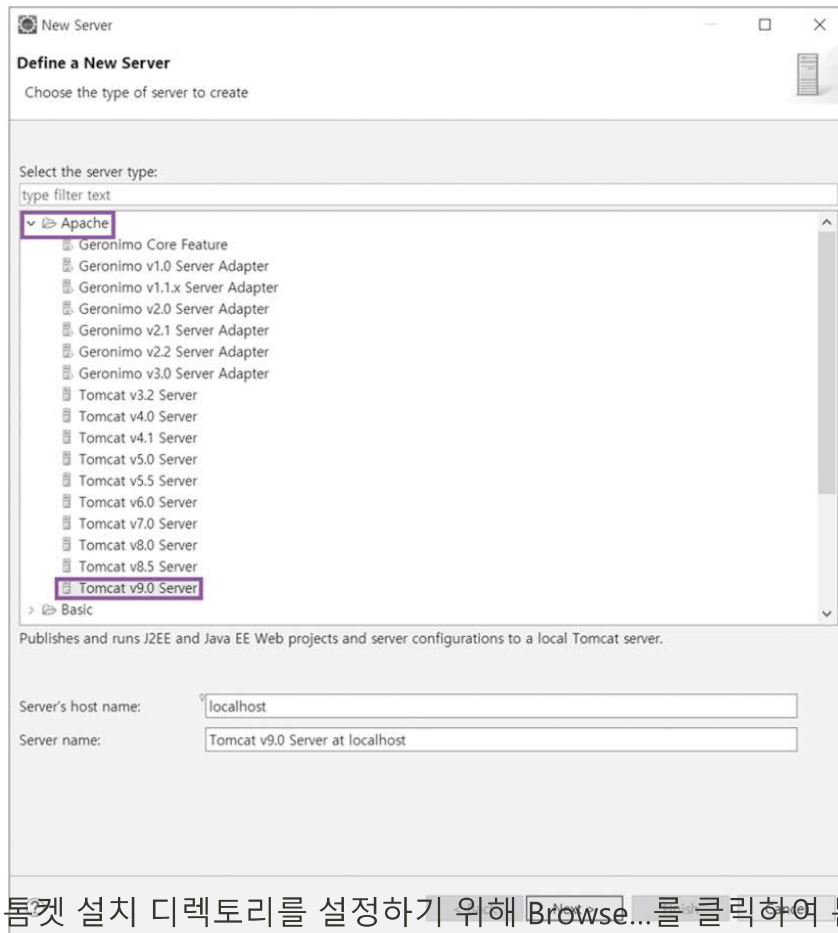 New Server
Define a New Server
Choose the type of server to create
Select the server type:
type filter text
Apache
Geronimo Core Feature
Geronimo v1.0 Server Adapter
Geronimo v1.1.x Server Adapter
Geronimo v2.0 Server Adapter
Geronimo v2.1 Server Adapter
Geronimo v2.2 Server Adapter
Geronimo v3.0 Server Adapter
Tomcat v3.2 Server
Tomcat v4.0 Server
Tomcat v4.1 Server
Tomcat v5.0 Server
Tomcat v5.5 Server
Tomcat v6.0 Server
Tomcat v7.0 Server
Tomcat v8.0 Server
Tomcat v8.5 Server
Tomcat v9.0 Server
Basic
Publishes and runs J2EE and Java EE Web projects and server configurations to a local Tomcat server.
Server's host name: localhost
Server name: Tomcat v9.0 Server at localhost
톰켓 설치 디렉토리를 설정하기 위해 Browse...를 클릭하여